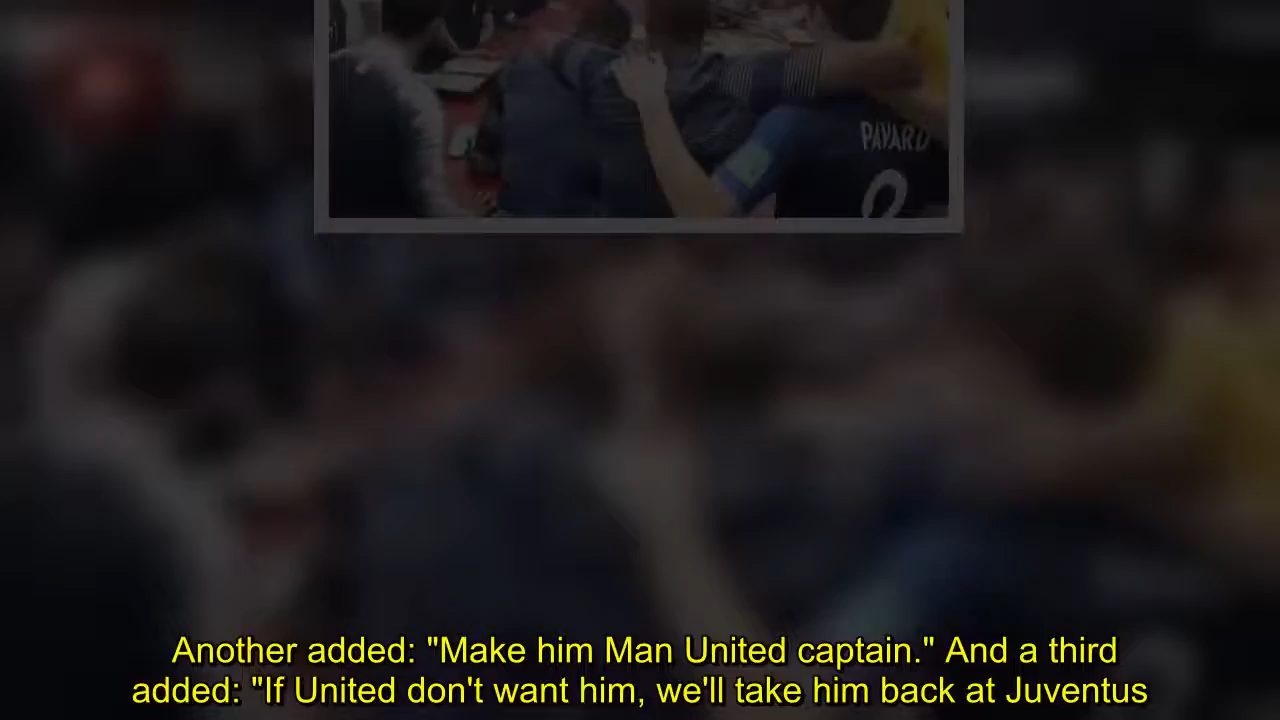 PAVARD
2
Another added: "Make him Man United captain." And a third
added: "If United don't want him, we'll take him back at Juventus